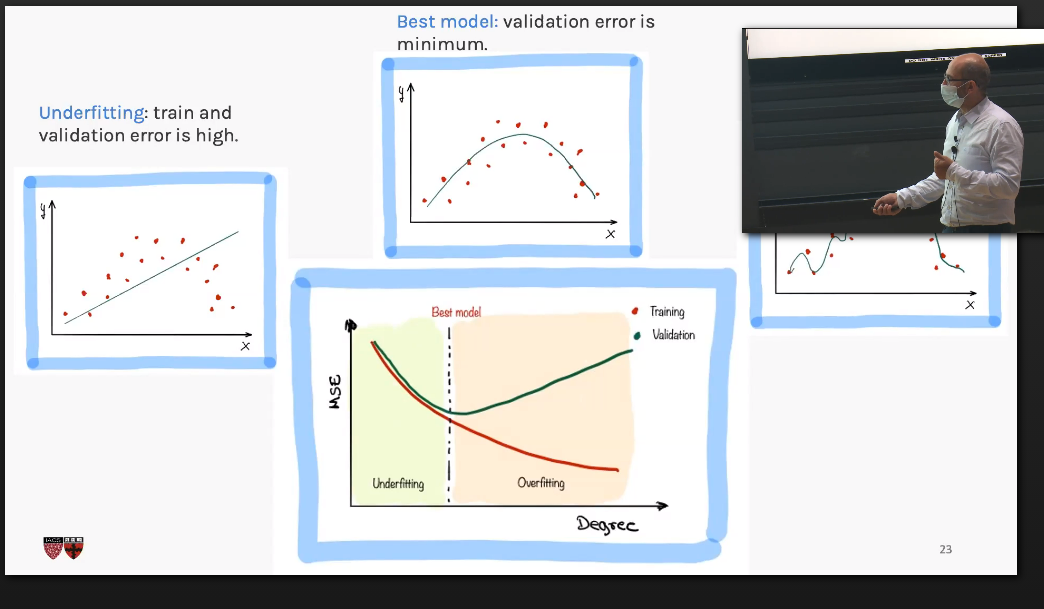 Best model: validation error is
minimum.
Underfitting: train and
validation error is high.
y
x
y
x
x
Best model
Training
Validation
MSE
Underfitting
Overfitting
Degree
IACS
23